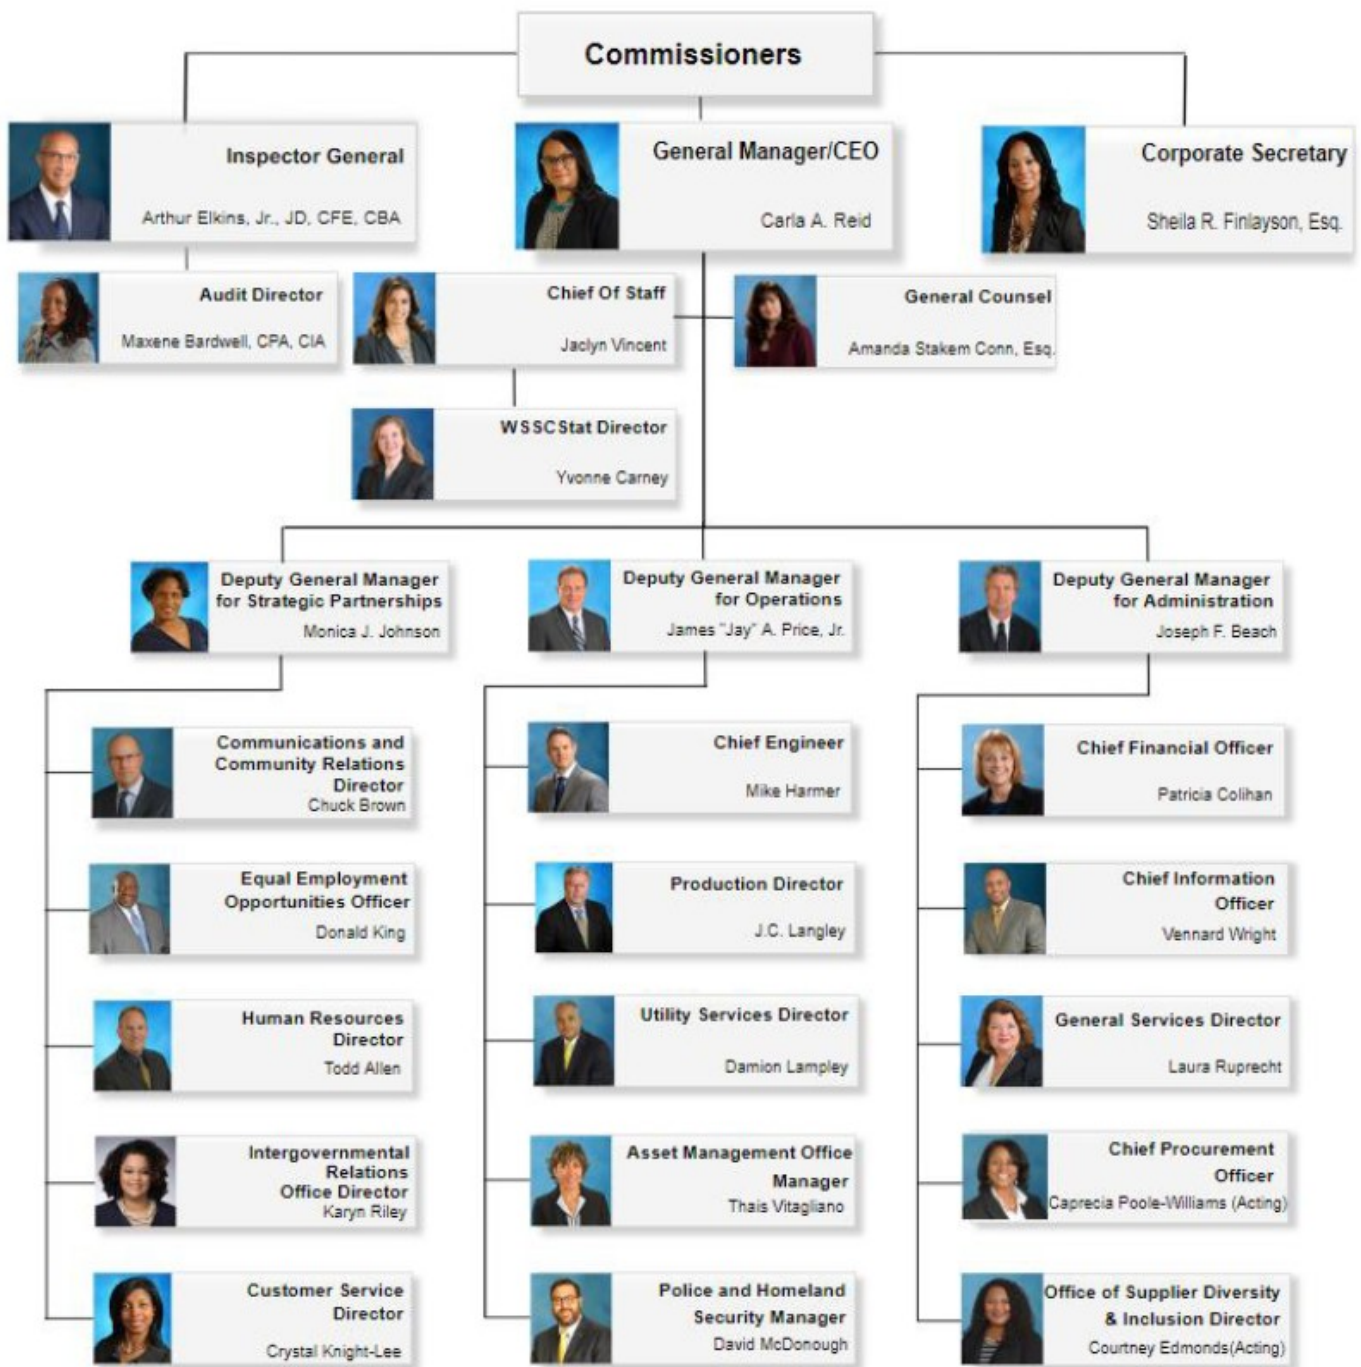 Commissioners
Inspector General
Arthur Elkins, Jr., JD, CFE, CBA
General Manager/CEO
Carla A. Reid
Corporate Secretary
Sheila R. Finlayson, Esq.
Audit Director
Maxene Bardwell, CPA, CIA
Chief Of Staff
Jaclyn Vincent
General Counsel
Amanda Stakem Conn, Esq.
WSSCStat Director
Yvonne Carney
Deputy General Manager
for Strategic Partnerships
Monica J. Johnson
Deputy General Manager
for Operations
James "Jay" A. Price, Jr.
Deputy General Manager
for Administration
Joseph F. Beach
Communications and
Community Relations
Director
Chuck Brown
Equal Employment
Opportunities Officer
Donald King
Human Resources
Director
Todd Allen
Intergovernmental
Relations
Office Director
Karyn Riley
Customer Service
Director
Crystal Knight-Lee
Chief Engineer
Mike Harmer
Production Director
J.C. Langley
Utility Services Director
Damion Lampley
Asset Management Office
Manager
Thais Vitagliano
Police and Homeland
Security Manager
David McDonough
Chief Financial Officer
Patricia Colihan
Chief Information
Officer
Vennard Wright
General Services Director
Laura Ruprecht
Chief Procurement
Officer
Caprecia Poole-Williams (Acting)
Office of Supplier Diversity
& Inclusion Director
Courtney Edmonds(Acting)